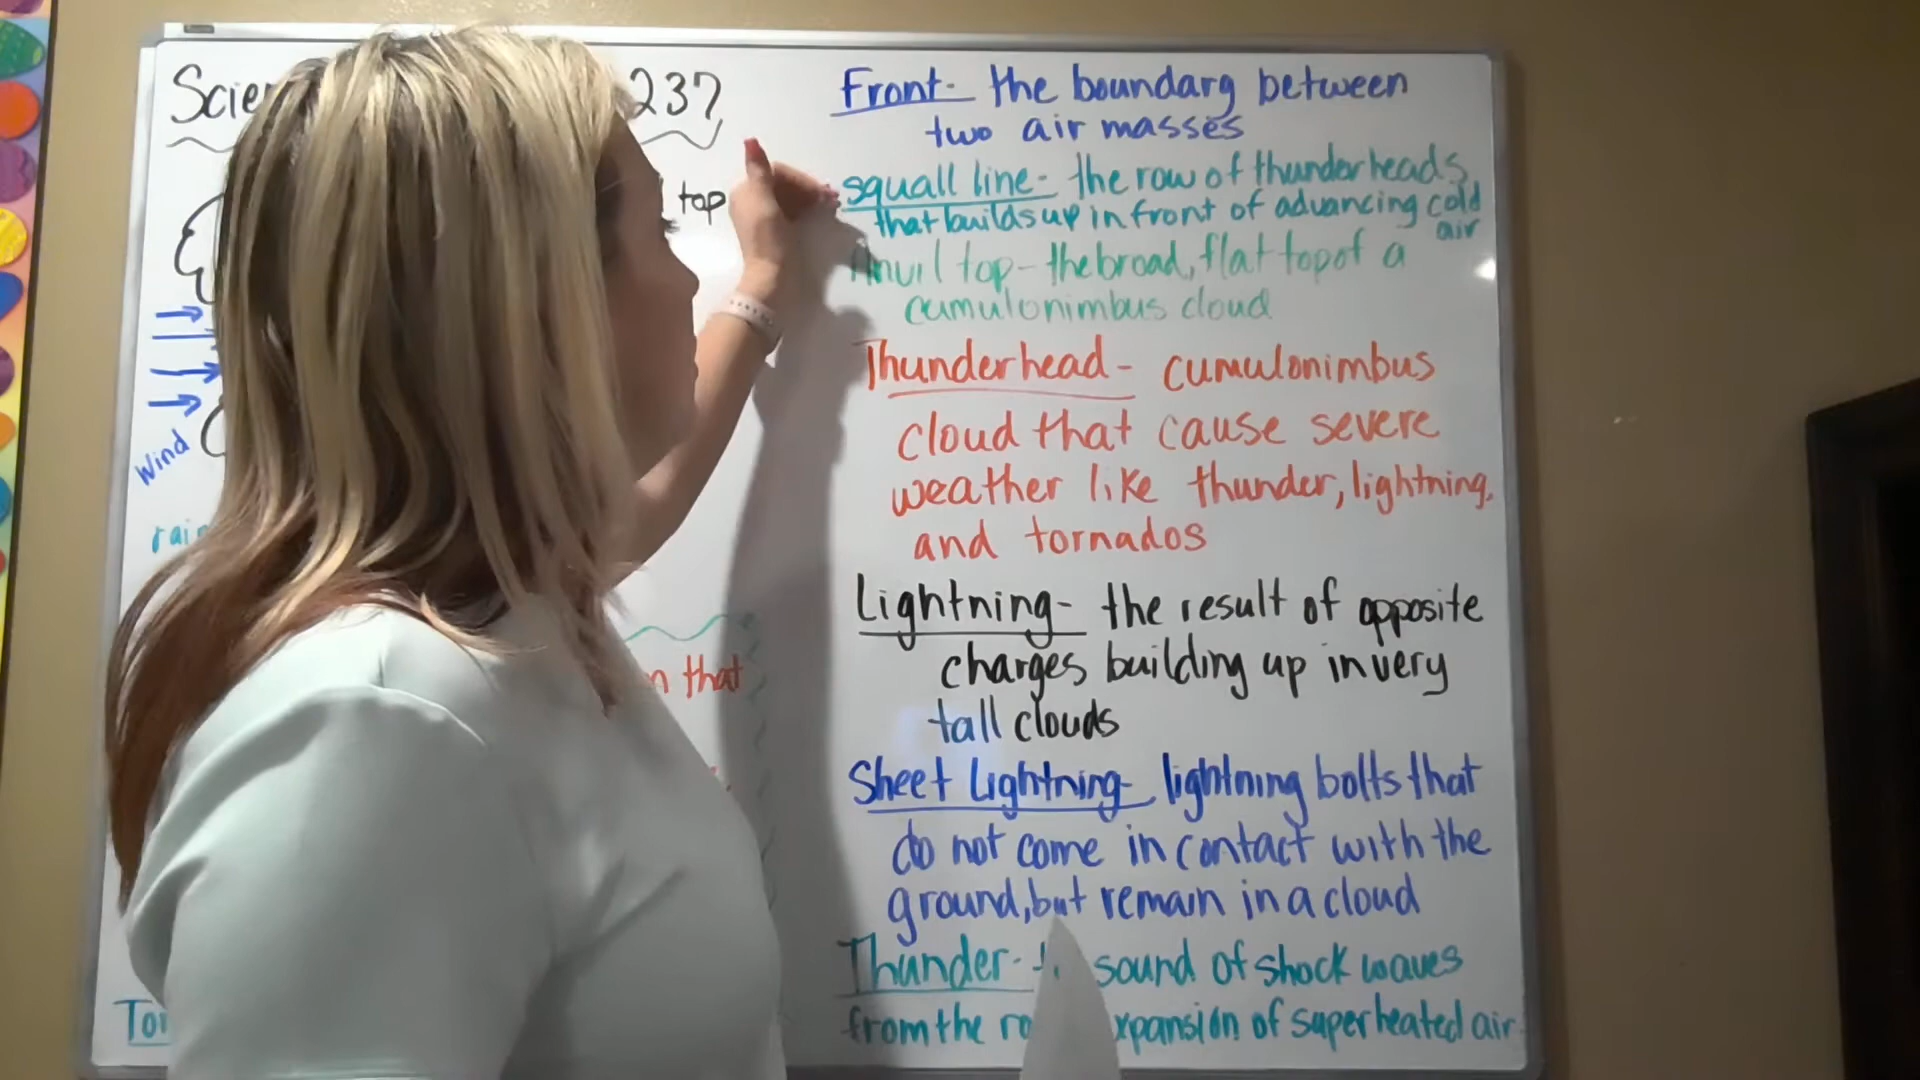 237
top
Wind
n that
Front- the boundary between
two air masses
squall line- the row of thunderheads
that builds up in front of advancing cold
air
Anvil top- the broad, flat top of a
cumulonimbus cloud
Thunderhead- cumulonimbus
cloud that cause severe
weather like thunder, lightning,
and tornados
Lightning- the result of opposite
charges building up in very
tall clouds
Sheet Lightning- lightning bolts that
do not come in contact with the
ground, but remain in a cloud
Thunder- sound of shock waves
from the expansion of superheated air